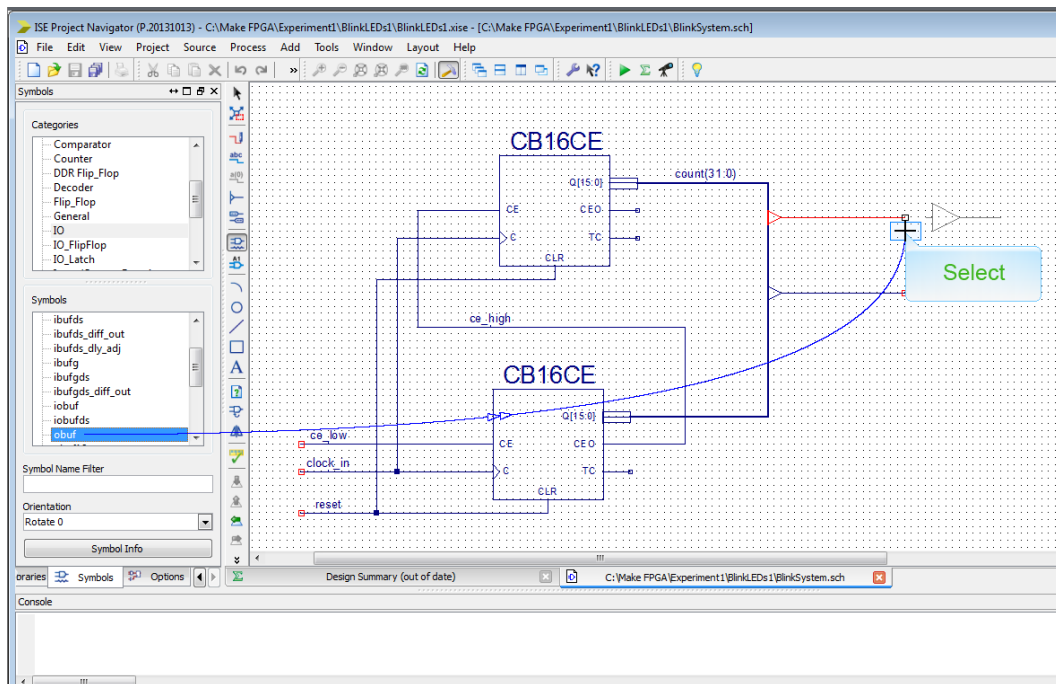 ISE Project Navigator (P.20131013) - C:\Make FPGA\Experiment1\BlinkLEDs1\BlinkLEDs1.xise - [C:\Make FPGA\Experiment1\BlinkLEDs1\BlinkSystem.sch]
File Edit View Project Source Process Add Tools Window Layout Help
Symbols
Categories
Comparator
Counter
DDR Flip_Flop
Decoder
Flip_Flop
General
IO
IO_FlipFlop
IO_Latch
Symbols
ibufds
ibufds_diff_out
ibufds_dly_adj
ibufg
ibufgds
ibufgds_diff_out
iobuf
iobufds
obuf
Symbol Name Filter
Orientation
Rotate 0
Symbol Info
oraries Symbols Options
abc
a(0)
A1
A
CB16CE
Q[15:0]
count(31:0)
CE
CEO
C
TC
CLR
Select
ce_high
CB16CE
Q[15:0]
ce_low
CE
CEO
clock_in
C
TC
CLR
reset
Design Summary (out of date)
C:\Make FPGA\Experiment1\BlinkLEDs1\BlinkSystem.sch
Console